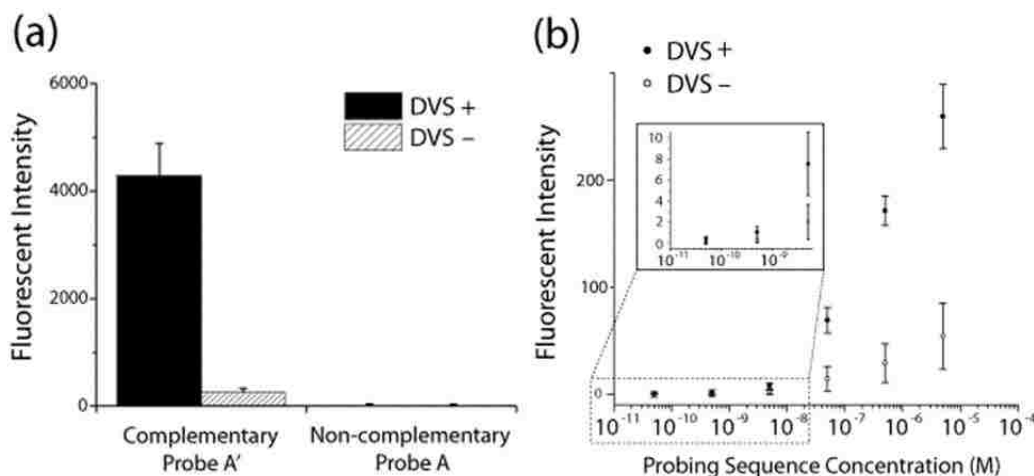 (a)
6000
4000
2000
0
Fluorescent Intensity
DVS +
DVS −
Complementary
Probe A′
Non-complementary
Probe A
(b)
DVS +
DVS −
Fluorescent Intensity
200
100
0
10
8
6
4
2
0
10⁻¹¹ 10⁻¹⁰ 10⁻⁹
10⁻¹¹ 10⁻¹⁰ 10⁻⁹ 10⁻⁸ 10⁻⁷ 10⁻⁶ 10⁻⁵ 10⁻⁴
Probing Sequence Concentration (M)